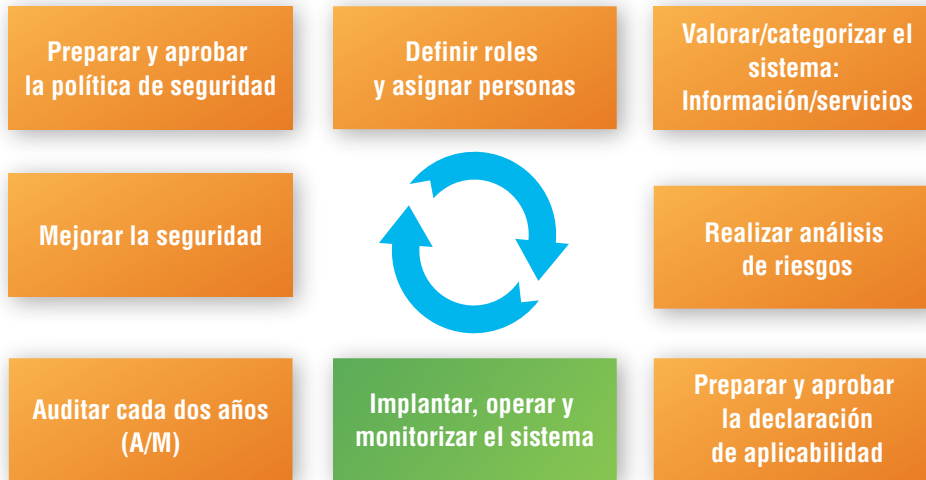 Preparar y aprobar
la política de seguridad
Definir roles
y asignar personas
Valorar/categorizar el
sistema:
Información/servicios
Mejorar la seguridad
Realizar análisis
de riesgos
Auditar cada dos años
(A/M)
Implantar, operar y
monitorizar el sistema
Preparar y aprobar
la declaración
de aplicabilidad